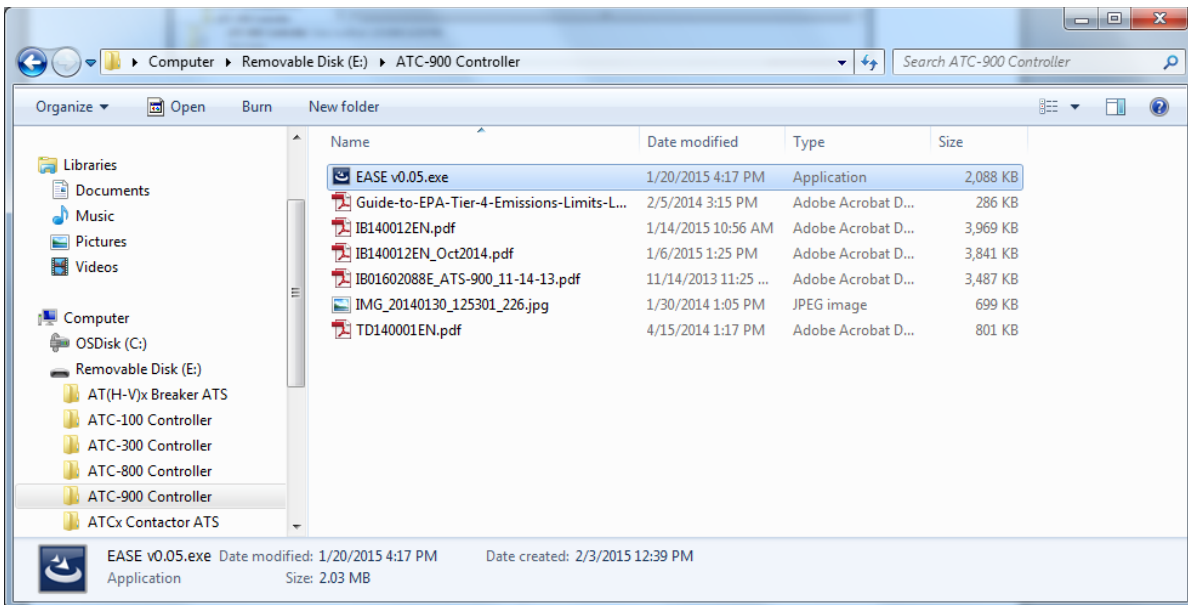 Computer ▸ Removable Disk (E:) ▸ ATC-900 Controller
Search ATC-900 Controller
Organize ▾ Open Burn New folder
Name Date modified Type Size
Libraries
Documents
Music
Pictures
Videos
Computer
OSDisk (C:)
Removable Disk (E:)
AT(H-V)x Breaker ATS
ATC-100 Controller
ATC-300 Controller
ATC-800 Controller
ATC-900 Controller
ATCx Contactor ATS
EASE v0.05.exe 1/20/2015 4:17 PM Application 2,088 KB
Guide-to-EPA-Tier-4-Emissions-Limits-L... 2/5/2014 3:15 PM Adobe Acrobat D... 286 KB
IB140012EN.pdf 1/14/2015 10:56 AM Adobe Acrobat D... 3,969 KB
IB140012EN_Oct2014.pdf 1/6/2015 1:25 PM Adobe Acrobat D... 3,841 KB
IB01602088E_ATS-900_11-14-13.pdf 11/14/2013 11:25 ... Adobe Acrobat D... 3,487 KB
IMG_20140130_125301_226.jpg 1/30/2014 1:05 PM JPEG image 699 KB
TD140001EN.pdf 4/15/2014 1:17 PM Adobe Acrobat D... 801 KB
EASE v0.05.exe Date modified: 1/20/2015 4:17 PM Date created: 2/3/2015 12:39 PM
Application Size: 2.03 MB